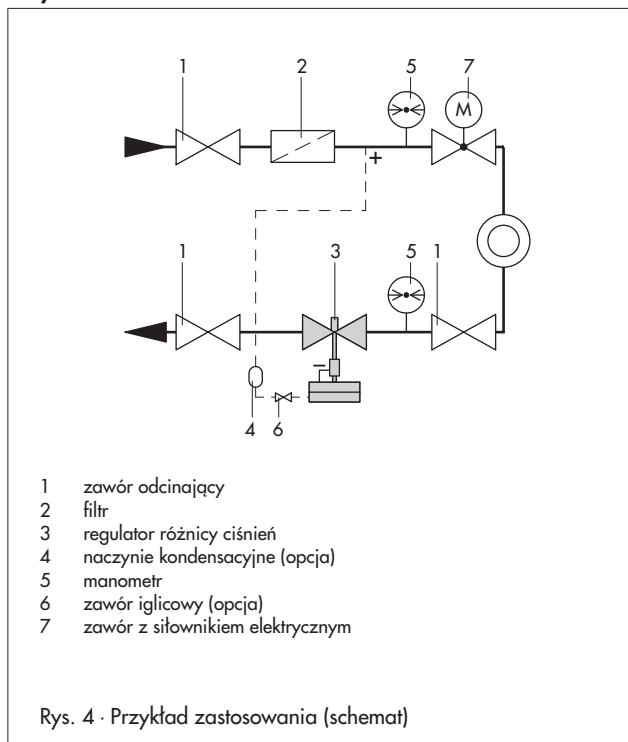 1 2 5 7
M
+
1 3 5 1
–
4 6
1 zawór odcinający
2 filtr
3 regulator różnicy ciśnień
4 naczynie kondensacyjne (opcja)
5 manometr
6 zawór iglicowy (opcja)
7 zawór z siłownikiem elektrycznym
Rys. 4 · Przykład zastosowania (schemat)